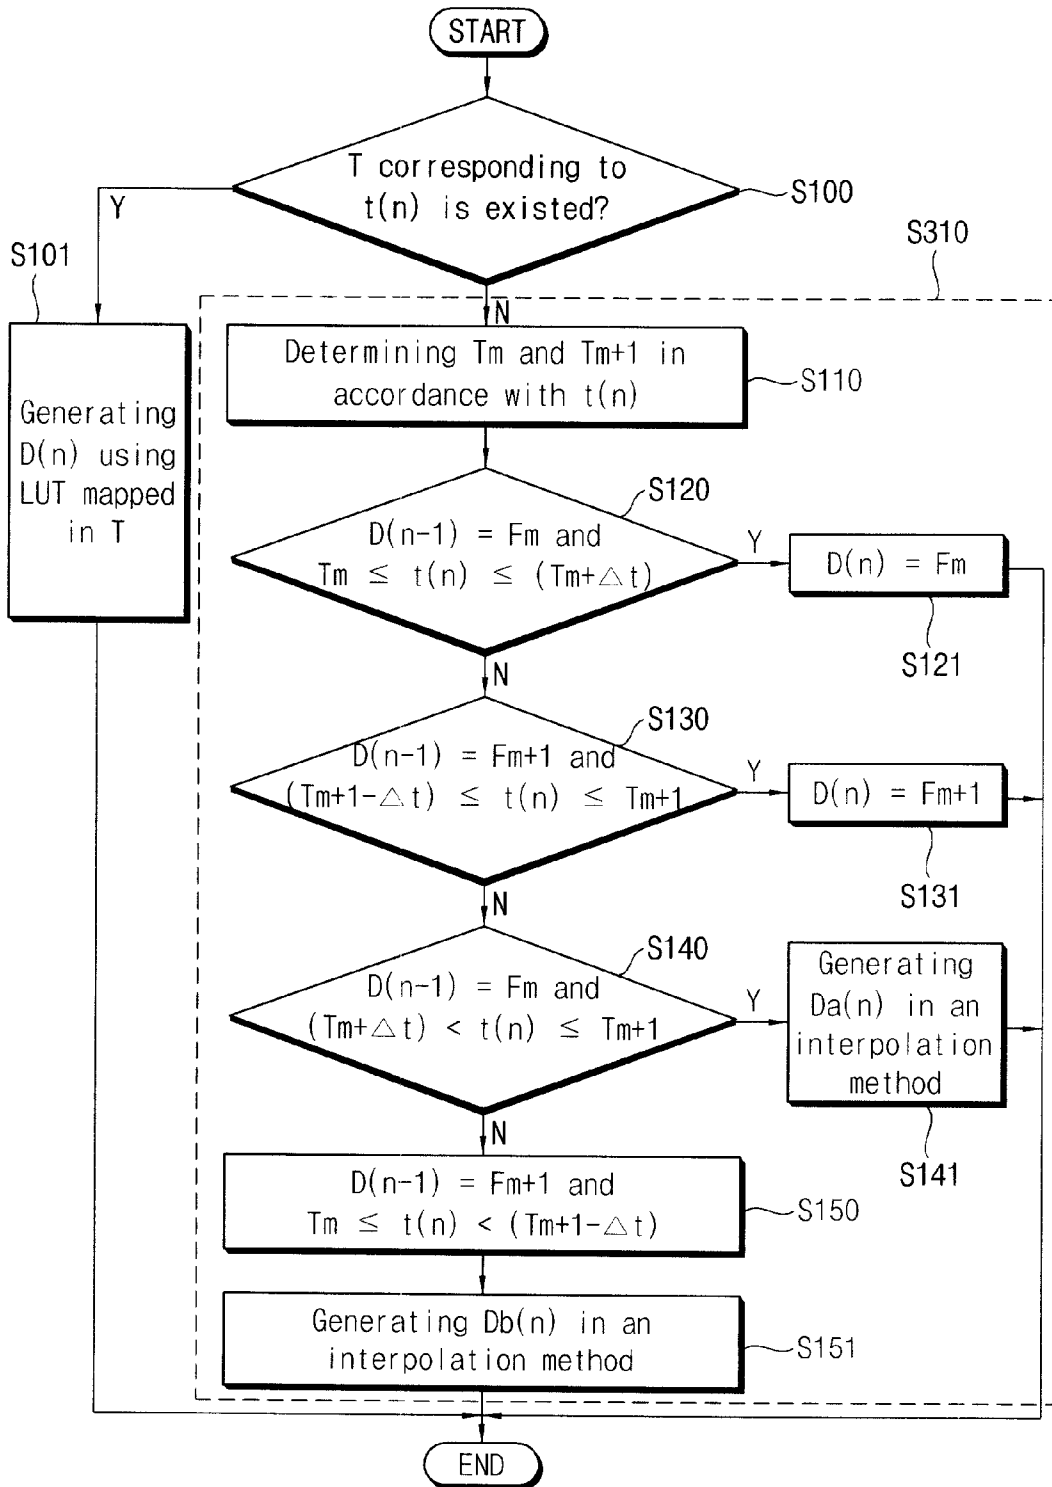 START
T corresponding to
t(n) is existed?
S100
Y
S310
S101
N
Determining Tm and Tm+1 in
accordance with t(n)
S110
Generating
D(n) using
LUT mapped
in T
S120
D(n-1) = Fm and
Tm ≤ t(n) ≤ (Tm+△t)
Y
D(n) = Fm
S121
N
S130
D(n-1) = Fm+1 and
(Tm+1-△t) ≤ t(n) ≤ Tm+1
Y
D(n) = Fm+1
S131
N
S140
D(n-1) = Fm and
(Tm+△t) < t(n) ≤ Tm+1
Y
Generating
Da(n) in an
interpolation
method
S141
N
D(n-1) = Fm+1 and
Tm ≤ t(n) < (Tm+1-△t)
S150
Generating Db(n) in an
interpolation method
S151
END